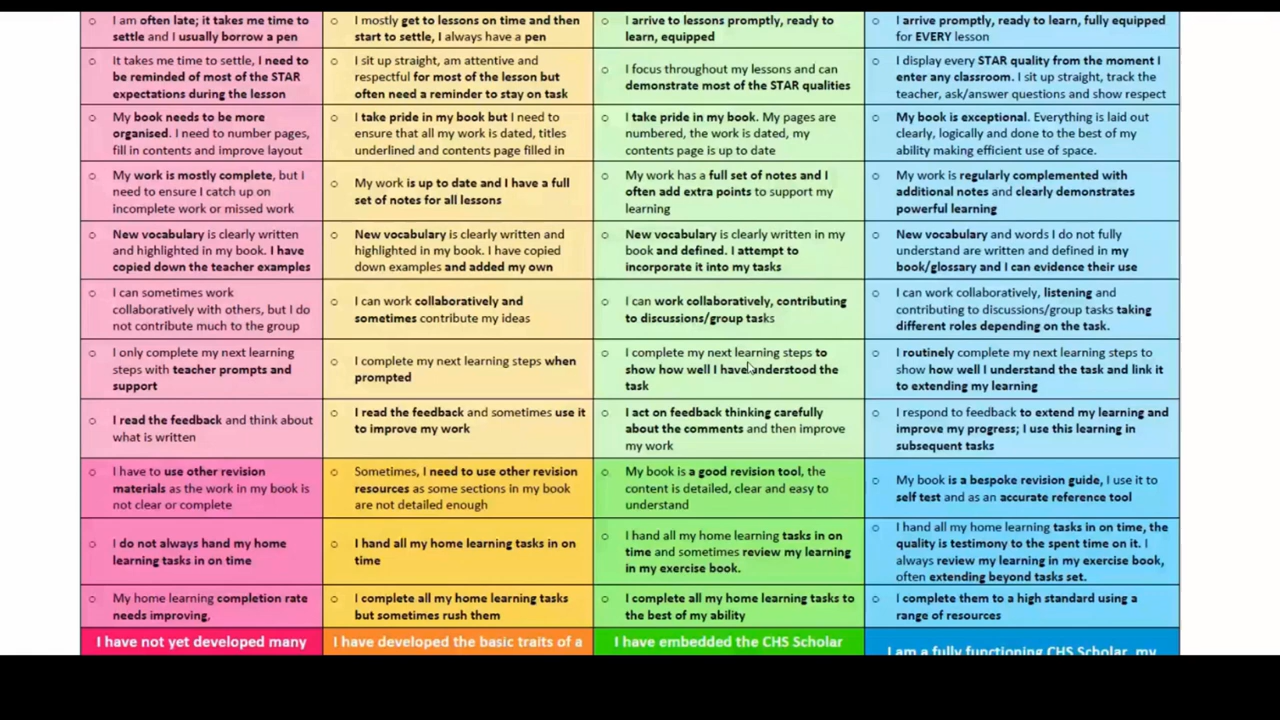 I am often late; it takes me time to
settle and I usually borrow a pen
I mostly get to lessons on time and then
start to settle, I always have a pen
I arrive to lessons promptly, ready to
learn, equipped
I arrive promptly, ready to learn, fully equipped
for EVERY lesson
It takes me time to settle, I need to
be reminded of most of the STAR
expectations during the lesson
I sit up straight, am attentive and
respectful for most of the lesson but
often need a reminder to stay on task
I focus throughout my lessons and can
demonstrate most of the STAR qualities
I display every STAR quality from the moment I
enter any classroom. I sit up straight, track the
teacher, ask/answer questions and show respect
My book needs to be more
organised. I need to number pages,
fill in contents and improve layout
I take pride in my book but I need to
ensure that all my work is dated, titles
underlined and contents page filled in
I take pride in my book. My pages are
numbered, the work is dated, my
contents page is up to date
My book is exceptional. Everything is laid out
clearly, logically and done to the best of my
ability making efficient use of space.
My work is mostly complete, but I
need to ensure I catch up on
incomplete work or missed work
My work is up to date and I have a full
set of notes for all lessons
My work has a full set of notes and I
often add extra points to support my
learning
My work is regularly complemented with
additional notes and clearly demonstrates
powerful learning
New vocabulary is clearly written
and highlighted in my book. I have
copied down the teacher examples
New vocabulary is clearly written and
highlighted in my book. I have copied
down examples and added my own
New vocabulary is clearly written in my
book and defined. I attempt to
incorporate it into my tasks
New vocabulary and words I do not fully
understand are written and defined in my
book/glossary and I can evidence their use
I can sometimes work
collaboratively with others, but I do
not contribute much to the group
I can work collaboratively and
sometimes contribute my ideas
I can work collaboratively, contributing
to discussions/group tasks
I can work collaboratively, listening and
contributing to discussions/group tasks taking
different roles depending on the task.
I only complete my next learning
steps with teacher prompts and
support
I complete my next learning steps when
prompted
I complete my next learning steps to
show how well I have understood the
task
I routinely complete my next learning steps to
show how well I understand the task and link it
to extending my learning
I read the feedback and think about
what is written
I read the feedback and sometimes use it
to improve my work
I act on feedback thinking carefully
about the comments and then improve
my work
I respond to feedback to extend my learning and
improve my progress; I use this learning in
subsequent tasks
I have to use other revision
materials as the work in my book is
not clear or complete
Sometimes, I need to use other revision
resources as some sections in my book
are not detailed enough
My book is a good revision tool, the
content is detailed, clear and easy to
understand
My book is a bespoke revision guide, I use it to
self test and as an accurate reference tool
I do not always hand my home
learning tasks in on time
I hand all my home learning tasks in on
time
I hand all my home learning tasks in on
time and sometimes review my learning
in my exercise book.
I hand all my home learning tasks in on time, the
quality is testimony to the spent time on it. I
always review my learning in my exercise book,
often extending beyond tasks set.
My home learning completion rate
needs improving.
I complete all my home learning tasks
but sometimes rush them
I complete all my home learning tasks to
the best of my ability
I complete them to a high standard using a
range of resources
I have not yet developed many
I have developed the basic traits of a
I have embedded the CHS Scholar
I am a fully functioning CHS Scholar, my